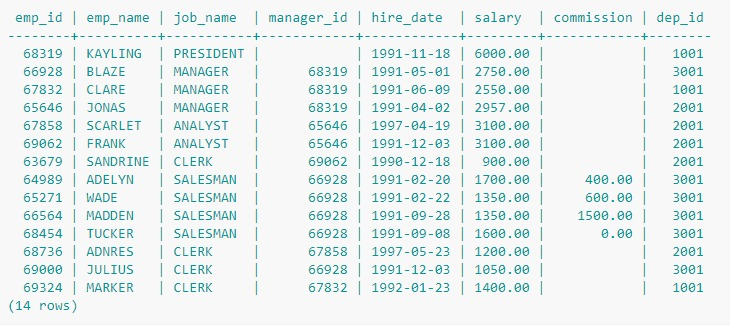 emp_id | emp_name | job_name  | manager_id | hire_date  | salary  | commission | dep_id
--------+----------+-----------+------------+------------+---------+------------+--------
  68319 | KAYLING  | PRESIDENT |            | 1991-11-18 | 6000.00 |            |   1001
  66928 | BLAZE    | MANAGER   |      68319 | 1991-05-01 | 2750.00 |            |   3001
  67832 | CLARE    | MANAGER   |      68319 | 1991-06-09 | 2550.00 |            |   1001
  65646 | JONAS    | MANAGER   |      68319 | 1991-04-02 | 2957.00 |            |   2001
  67858 | SCARLET  | ANALYST   |      65646 | 1997-04-19 | 3100.00 |            |   2001
  69062 | FRANK    | ANALYST   |      65646 | 1991-12-03 | 3100.00 |            |   2001
  63679 | SANDRINE | CLERK     |      69062 | 1990-12-18 |  900.00 |            |   2001
  64989 | ADELYN   | SALESMAN  |      66928 | 1991-02-20 | 1700.00 |     400.00 |   3001
  65271 | WADE     | SALESMAN  |      66928 | 1991-02-22 | 1350.00 |     600.00 |   3001
  66564 | MADDEN   | SALESMAN  |      66928 | 1991-09-28 | 1350.00 |    1500.00 |   3001
  68454 | TUCKER   | SALESMAN  |      66928 | 1991-09-08 | 1600.00 |       0.00 |   3001
  68736 | ADNRES   | CLERK     |      67858 | 1997-05-23 | 1200.00 |            |   2001
  69000 | JULIUS   | CLERK     |      66928 | 1991-12-03 | 1050.00 |            |   3001
  69324 | MARKER   | CLERK     |      67832 | 1992-01-23 | 1400.00 |            |   1001
(14 rows)